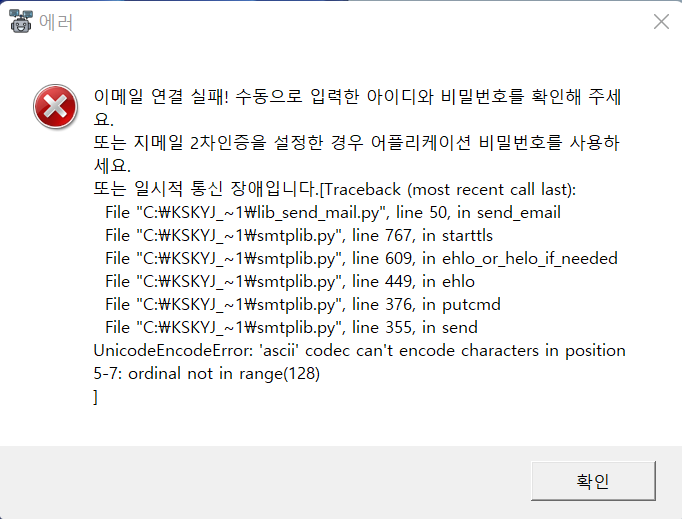 에러
이메일 연결 실패! 수동으로 입력한 아이디와 비밀번호를 확인해 주세
요.
또는 지메일 2차인증을 설정한 경우 어플리케이션 비밀번호를 사용하
세요.
또는 일시적 통신 장애입니다.[Traceback (most recent call last):
File "C:₩KSKYJ_~1₩lib_send_mail.py", line 50, in send_email
File "C:₩KSKYJ_~1₩smtplib.py", line 767, in starttls
File "C:₩KSKYJ_~1₩smtplib.py", line 609, in ehlo_or_helo_if_needed
File "C:₩KSKYJ_~1₩smtplib.py", line 449, in ehlo
File "C:₩KSKYJ_~1₩smtplib.py", line 376, in putcmd
File "C:₩KSKYJ_~1₩smtplib.py", line 355, in send
UnicodeEncodeError: 'ascii' codec can't encode characters in position
5-7: ordinal not in range(128)
]
확인